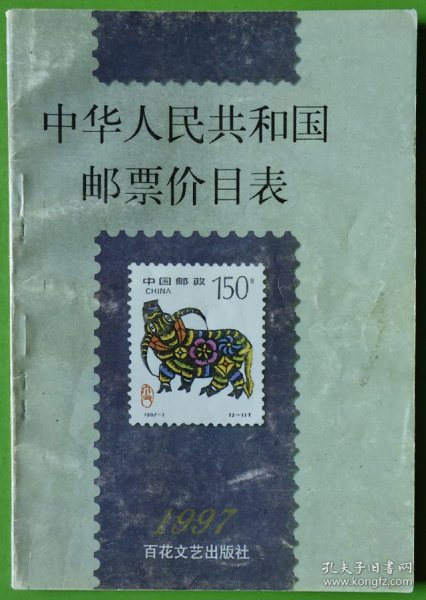 中华人民共和国
邮票价目表
中国邮政
CHINA
150分
1997-1
(2-1)T
1997
百花文艺出版社
孔夫子旧书网
www.kongfz.com